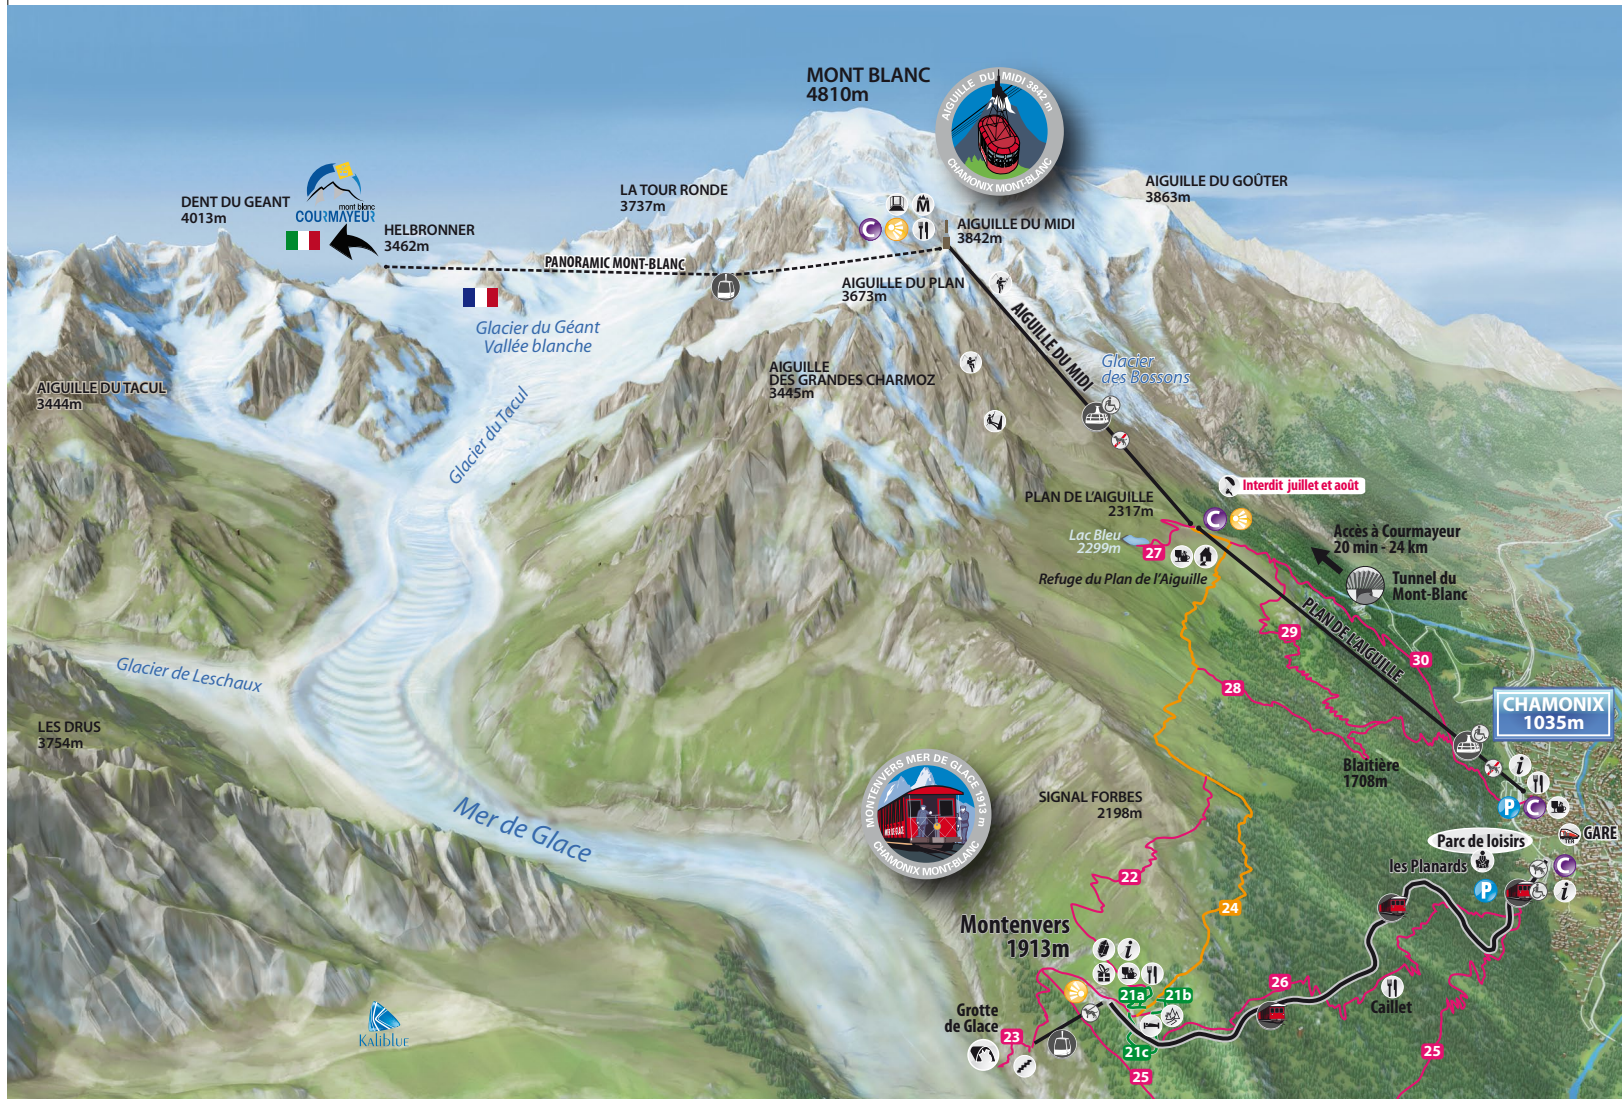 MONT BLANC
4810m
AIGUILLE DU MIDI 3842 m
CHAMONIX MONT-BLANC
AIGUILLE DU GOÛTER
3863m
DENT DU GEANT
4013m
mont blanc
COURMAYEUR
HELBRONNER
3462m
LA TOUR RONDE
3737m
M
C
AIGUILLE DU MIDI
3842m
PANORAMIC MONT-BLANC
AIGUILLE DU PLAN
3673m
Glacier du Géant
Vallée blanche
AIGUILLE DU MIDI
Glacier
des Bossons
AIGUILLE DU TACUL
3444m
AIGUILLE
DES GRANDES CHARMOZ
3445m
Glacier du Tacul
Interdit juillet et août
PLAN DE L'AIGUILLE
2317m
C
Lac Bleu
2299m
27
Refuge du Plan de l'Aiguille
Accès à Courmayeur
20 min - 24 km
Tunnel du
Mont-Blanc
PLAN DE L'AIGUILLE
29
30
28
Glacier de Leschaux
CHAMONIX
1035m
LES DRUS
3754m
Blaitière
1708m
i
P
C
MONTENVERS MER DE GLACE 1913 m
MER DE GLACE
CHAMONIX MONT-BLANC
SIGNAL FORBES
2198m
Mer de Glace
GARE
Parc de loisirs
les Planards
C
P
i
22
24
Montenvers
1913m
i
21a
21b
26
Caillet
Grotte
de Glace
23
21c
25
25
KALIBLUE